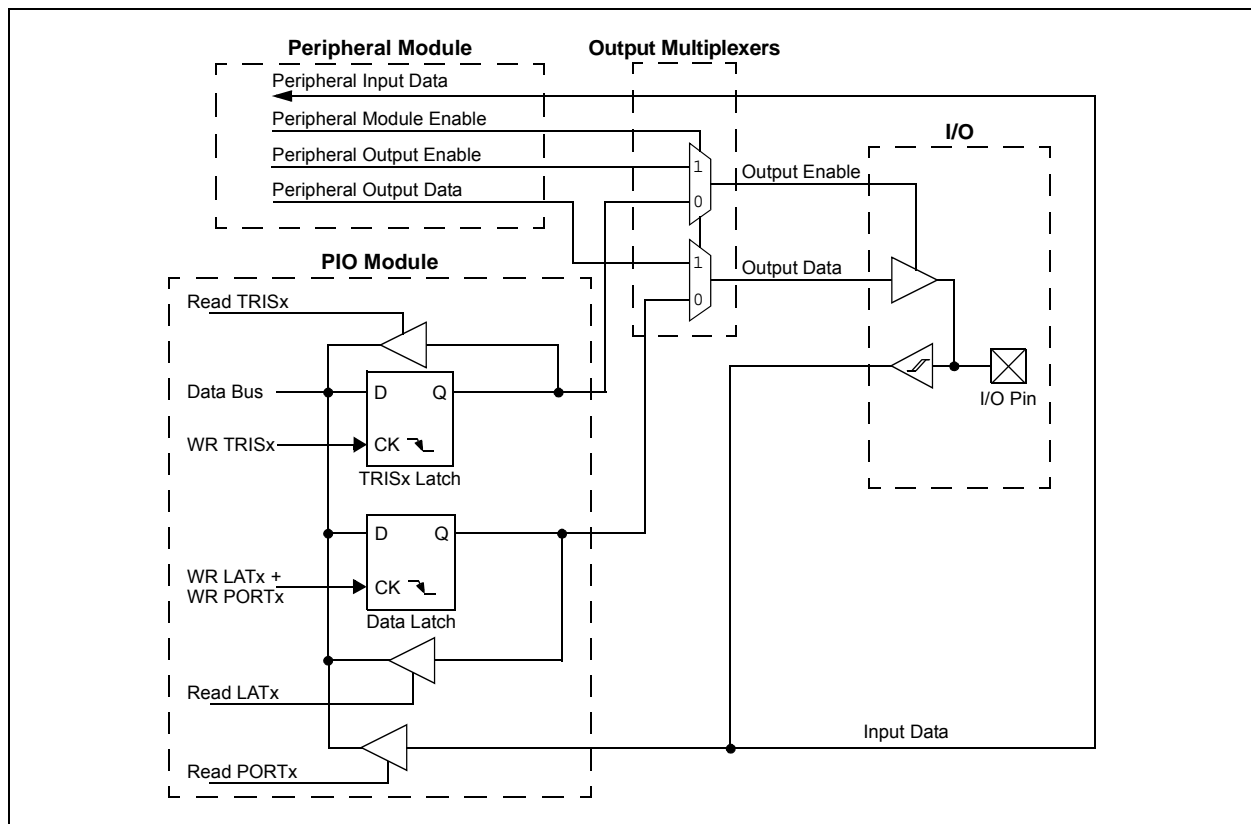 Peripheral Module
Output Multiplexers
Peripheral Input Data
Peripheral Module Enable
Peripheral Output Enable
Peripheral Output Data
1
0
1
0
Output Enable
Output Data
I/O
I/O Pin
PIO Module
Read TRISx
Data Bus
D Q
WR TRISx
CK
TRISx Latch
D Q
WR LATx +
WR PORTx
CK
Data Latch
Read LATx
Input Data
Read PORTx